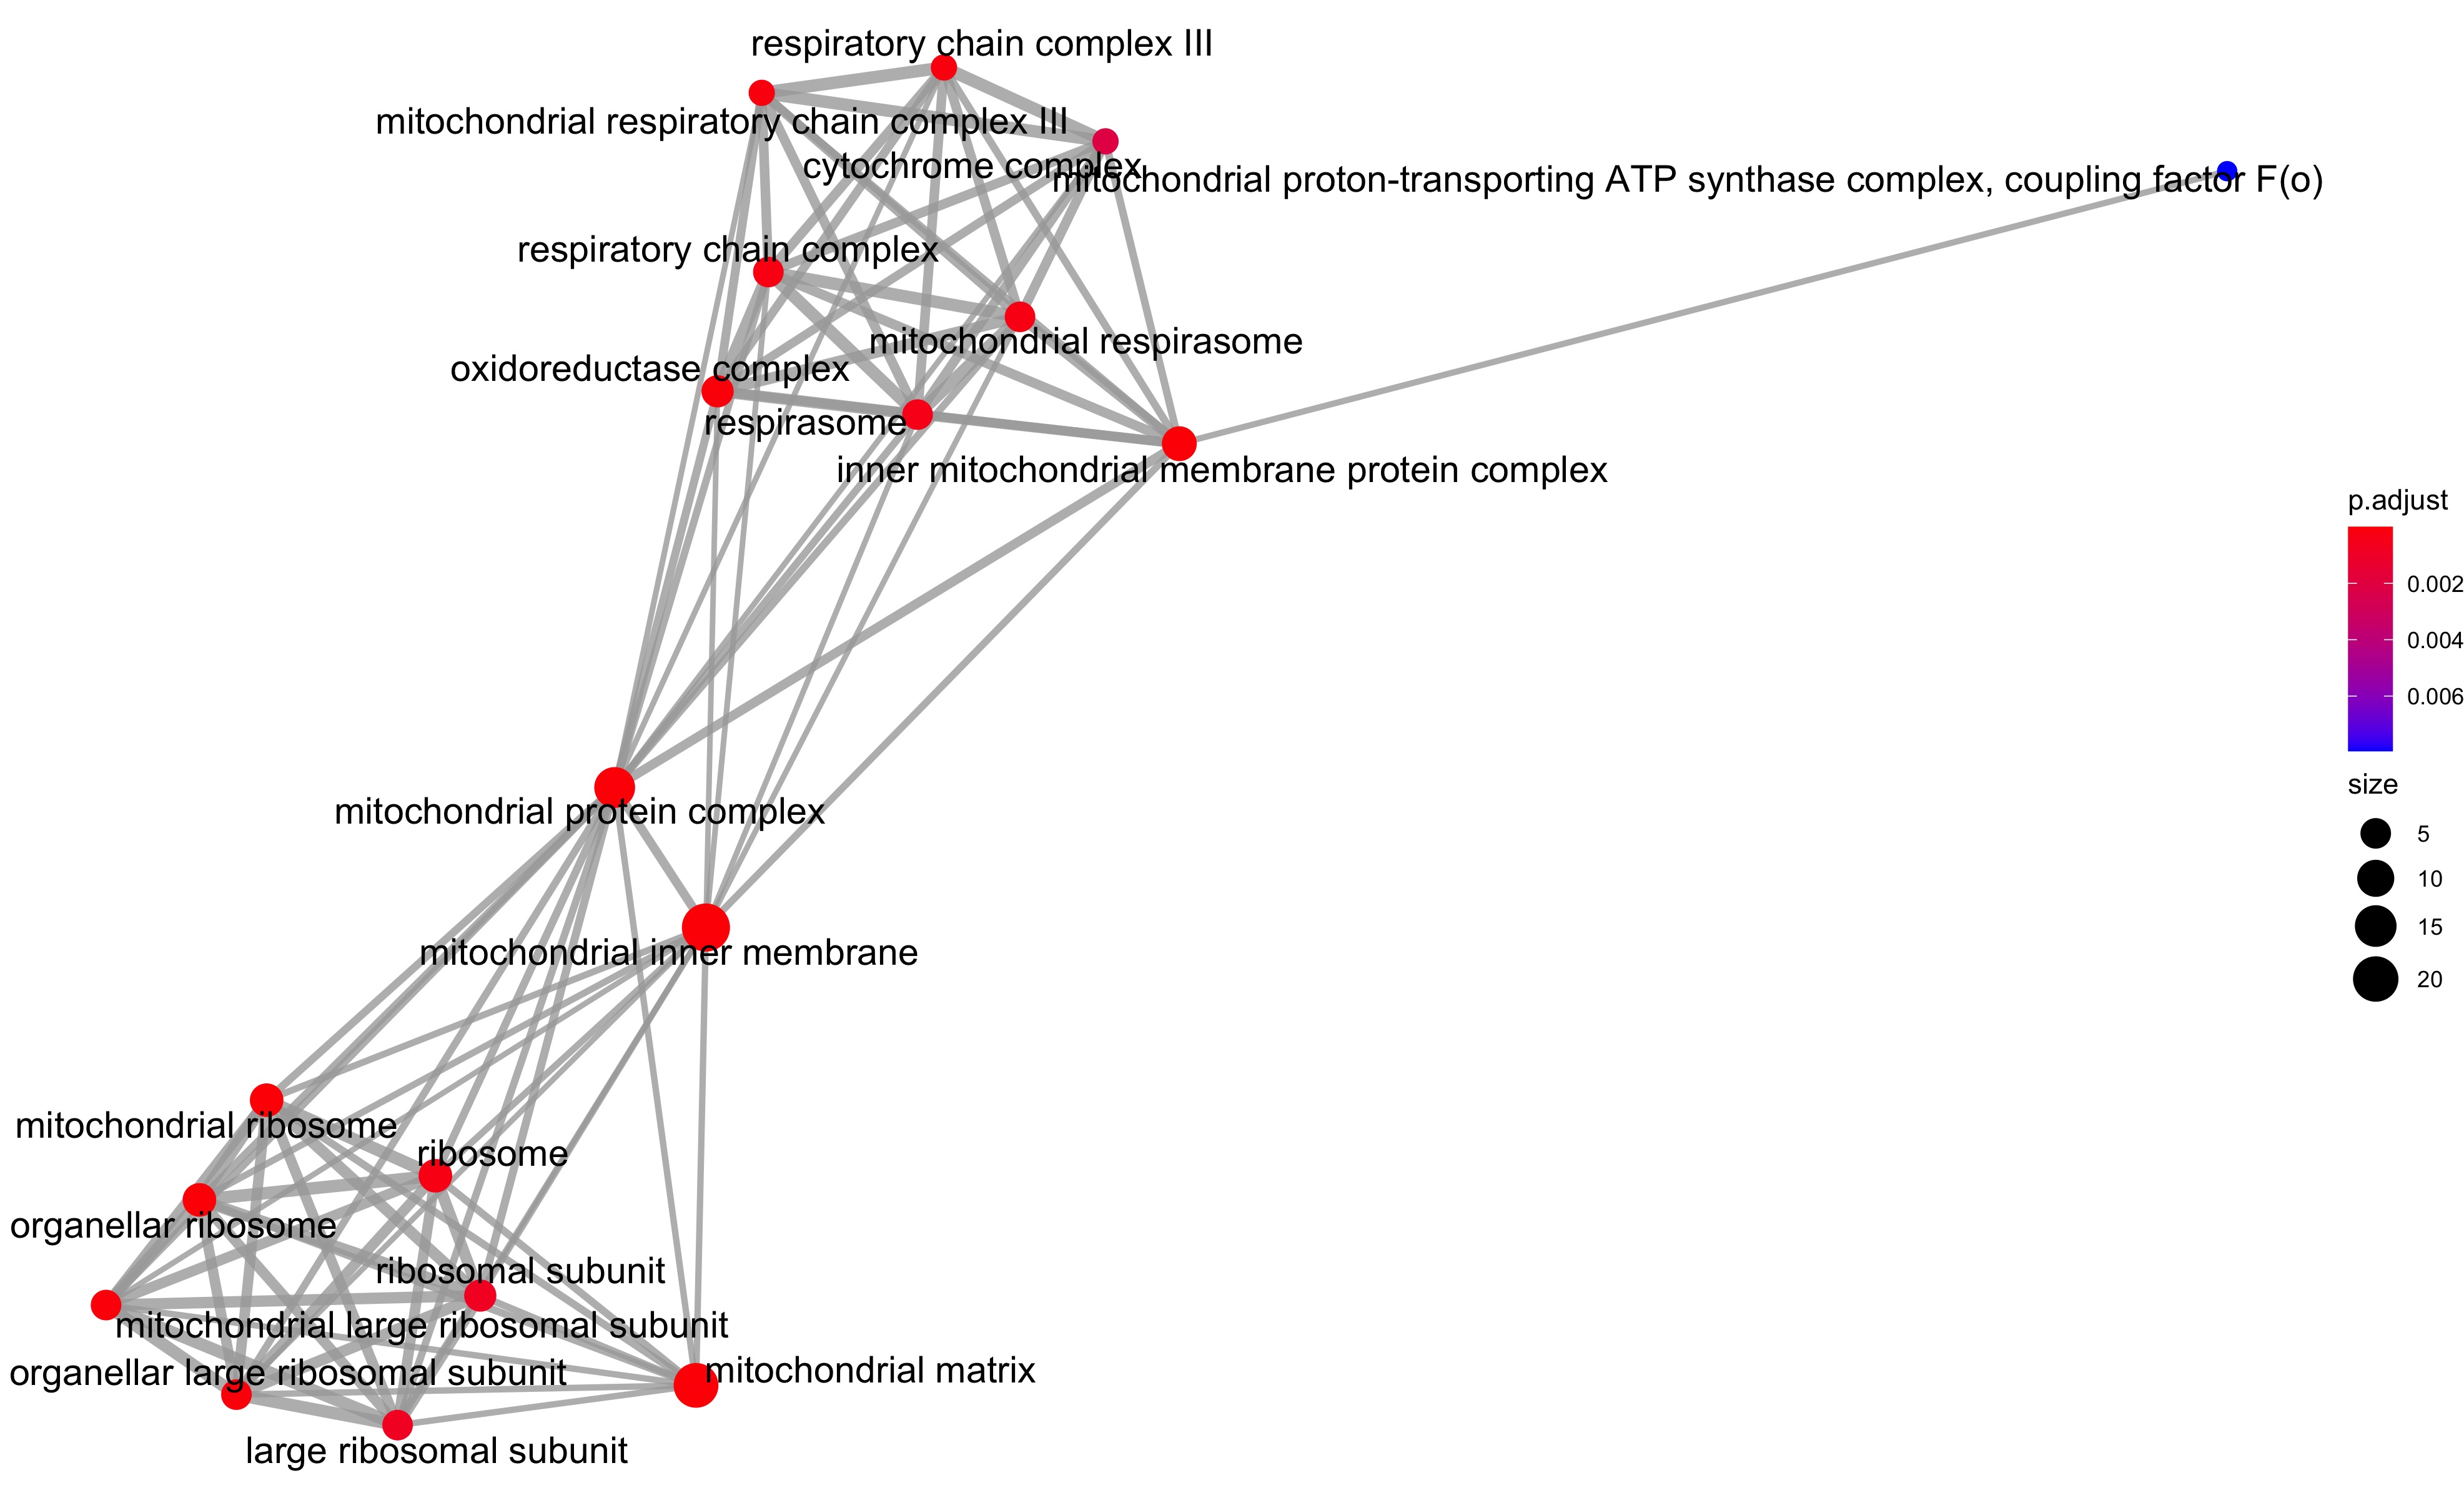 respiratory chain complex III
mitochondrial respiratory chain complex III
cytochrome complex
mitochondrial proton-transporting ATP synthase complex, coupling factor F(o)
respiratory chain complex
mitochondrial respirasome
oxidoreductase complex
respirasome
inner mitochondrial membrane protein complex
p.adjust
0.002
0.004
0.006
size
5
10
15
20
mitochondrial protein complex
mitochondrial inner membrane
mitochondrial ribosome
ribosome
organellar ribosome
ribosomal subunit
mitochondrial large ribosomal subunit
organellar large ribosomal subunit
mitochondrial matrix
large ribosomal subunit